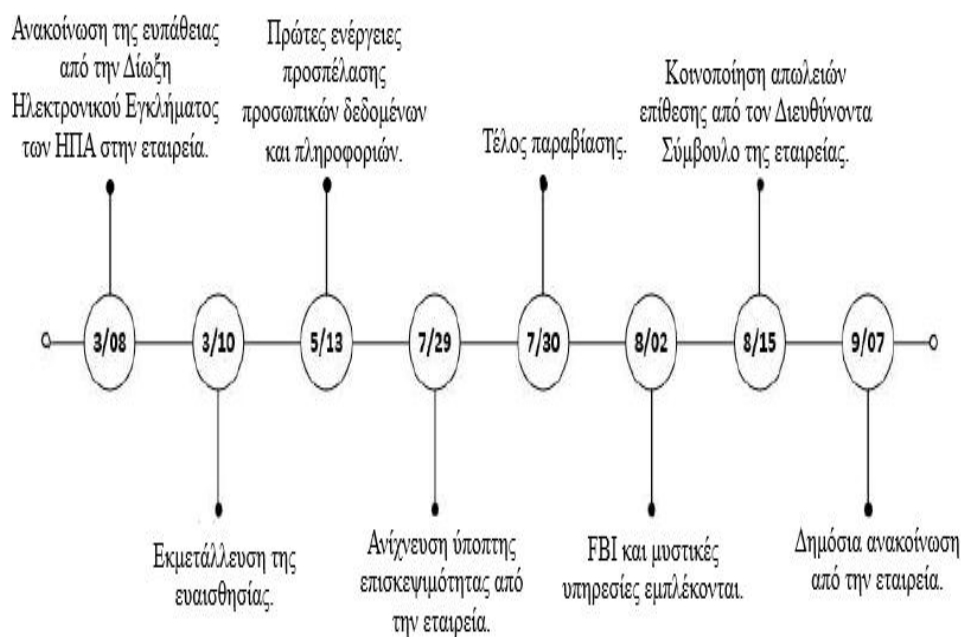 Ανακοίνωση της ευπάθειας
από την Δίωξη
Ηλεκτρονικού Εγκλήματος
των ΗΠΑ στην εταιρεία.
Πρώτες ενέργειες
προσπέλασης
προσωπικών δεδομένων
και πληροφοριών.
Τέλος παραβίασης.
Κοινοποίηση απωλειών
επίθεσης από τον Διευθύνοντα
Σύμβουλο της εταιρείας.
3/08
3/10
5/13
7/29
7/30
8/02
8/15
9/07
Εκμετάλλευση της
ευαισθησίας.
Ανίχνευση ύποπτης
επισκεψιμότητας από
την εταιρεία.
FBI και μυστικές
υπηρεσίες εμπλέκονται.
Δημόσια ανακοίνωση
από την εταιρεία.